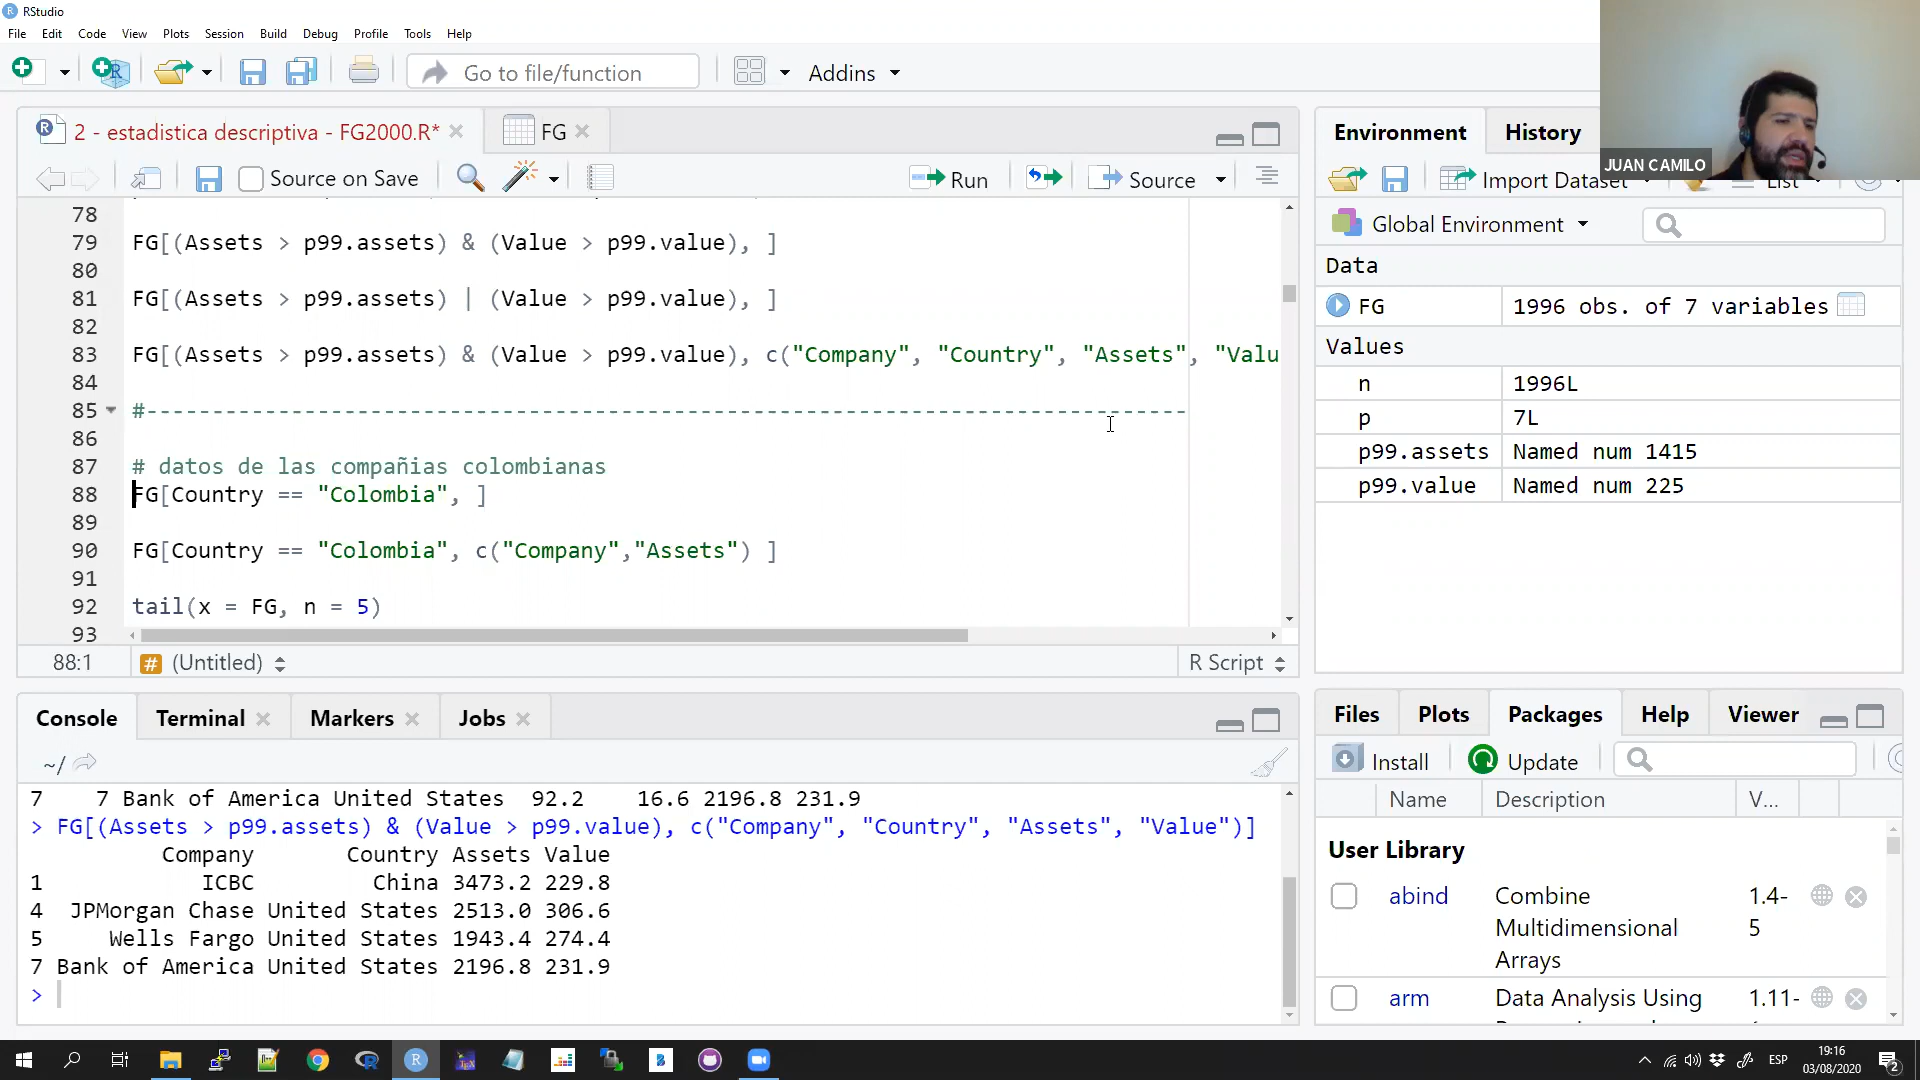 RStudio
File Edit Code View Plots Session Build Debug Profile Tools Help
Go to file/function Addins
2 - estadistica descriptiva - FG2000.R* FG
Source on Save Run Source
78
79 FG[(Assets > p99.assets) & (Value > p99.value), ]
80
81 FG[(Assets > p99.assets) | (Value > p99.value), ]
82
83 FG[(Assets > p99.assets) & (Value > p99.value), c("Company", "Country", "Assets", "Valu
84
85 #-------------------------------------------------------------------------------
86
87 # datos de las compañias colombianas
88 FG[Country == "Colombia", ]
89
90 FG[Country == "Colombia", c("Company","Assets") ]
91
92 tail(x = FG, n = 5)
93
88:1 # (Untitled) R Script
Console Terminal Markers Jobs
~/
7 7 Bank of America United States 92.2 16.6 2196.8 231.9
> FG[(Assets > p99.assets) & (Value > p99.value), c("Company", "Country", "Assets", "Value")]
Company Country Assets Value
1 ICBC China 3473.2 229.8
4 JPMorgan Chase United States 2513.0 306.6
5 Wells Fargo United States 1943.4 274.4
7 Bank of America United States 2196.8 231.9
>
Environment History
JUAN CAMILO
Import Dataset List
Global Environment
Data
FG 1996 obs. of 7 variables
Values
n 1996L
p 7L
p99.assets Named num 1415
p99.value Named num 225
Files Plots Packages Help Viewer
Install Update
Name Description V...
User Library
abind Combine Multidimensional Arrays 1.4-5
arm Data Analysis Using 1.11-
ESP
19:16
03/08/2020
2